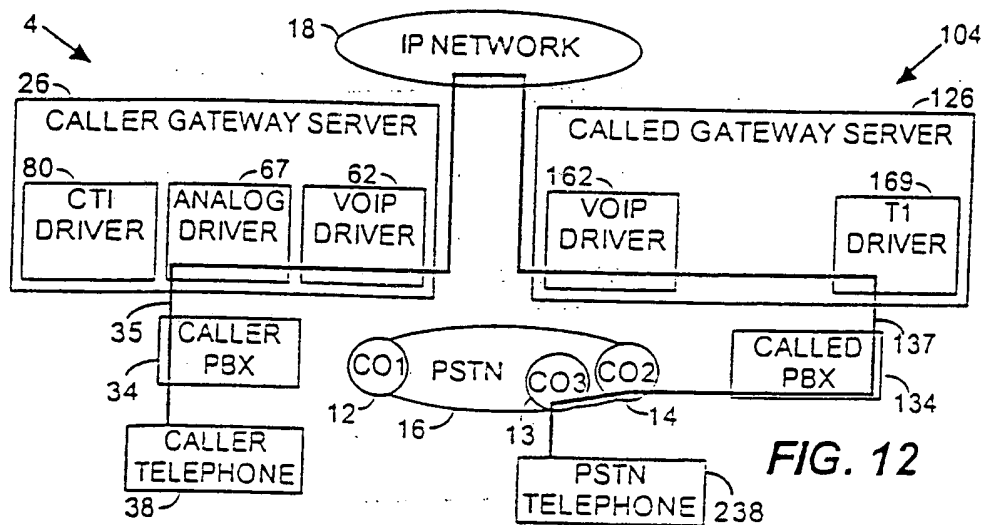 4
18
IP NETWORK
104
26
CALLER GATEWAY SERVER
80
CTI
DRIVER
67
ANALOG
DRIVER
62
VOIP
DRIVER
126
CALLED GATEWAY SERVER
162
VOIP
DRIVER
169
T1
DRIVER
35
CALLER
PBX
34
CALLER
TELEPHONE
38
CO1
PSTN
CO3
CO2
12
16
13
14
CALLED
PBX
137
134
PSTN
TELEPHONE
238
FIG. 12